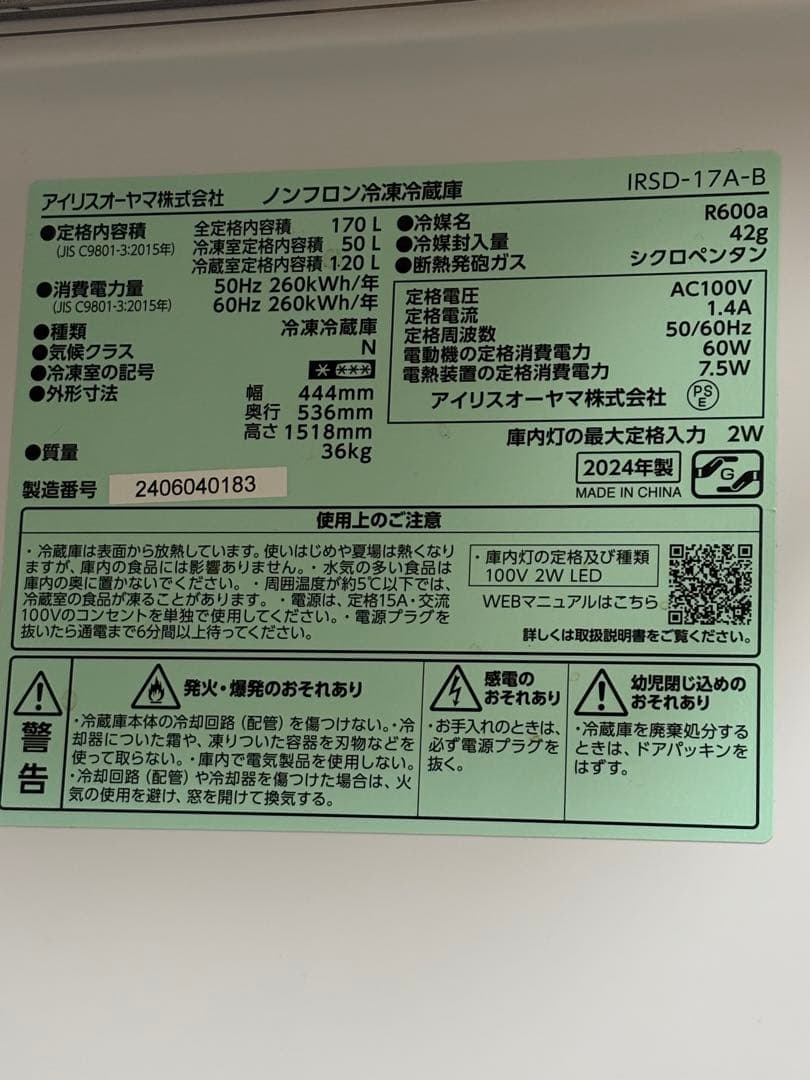 アイリスオーヤマ株式会社 ノンフロン冷凍冷蔵庫 IRSD-17A-B
●定格内容積 全定格内容積 170 L
(JIS C9801-3:2015年) 冷凍室定格内容積 50 L
冷蔵室定格内容積 120 L
●消費電力量 50Hz 260kWh/年
(JIS C9801-3:2015年) 60Hz 260kWh/年
●種類 冷凍冷蔵庫
●気候クラス N
●冷凍室の記号 * ***
●外形寸法 幅 444mm
奥行 536mm
高さ 1518mm
●質量 36kg
製造番号 2406040183
●冷媒名 R600a
●冷媒封入量 42g
●断熱発泡ガス シクロペンタン
定格電圧 AC100V
定格電流 1.4A
定格周波数 50/60Hz
電動機の定格消費電力 60W
電熱装置の定格消費電力 7.5W
アイリスオーヤマ株式会社 PS E
庫内灯の最大定格入力 2W
2024年製
MADE IN CHINA
G
使用上のご注意
・冷蔵庫は表面から放熱しています。使いはじめや夏場は熱くなり
ますが、庫内の食品には影響ありません。・水気の多い食品は
庫内の奥に置かないでください。・周囲温度が約5℃以下では、
冷蔵室の食品が凍ることがあります。・電源は、定格15A・交流
100Vのコンセントを単独で使用してください。・電源プラグを
抜いたら通電まで6分間以上待ってください。
・庫内灯の定格及び種類
100V 2W LED
WEBマニュアルはこちら
詳しくは取扱説明書をご覧ください。
警告
発火・爆発のおそれあり
・冷蔵庫本体の冷却回路（配管）を傷つけない。・冷
却器についた霜や、凍りついた容器を刃物などを
使って取らない。・庫内で電気製品を使用しない。
・冷却回路（配管）や冷却器を傷つけた場合は、火
気の使用を避け、窓を開けて換気する。
感電の
おそれあり
・お手入れのときは、
必ず電源プラグを
抜く。
幼児閉じ込めの
おそれあり
・冷蔵庫を廃棄処分する
ときは、ドアパッキンを
はずす。